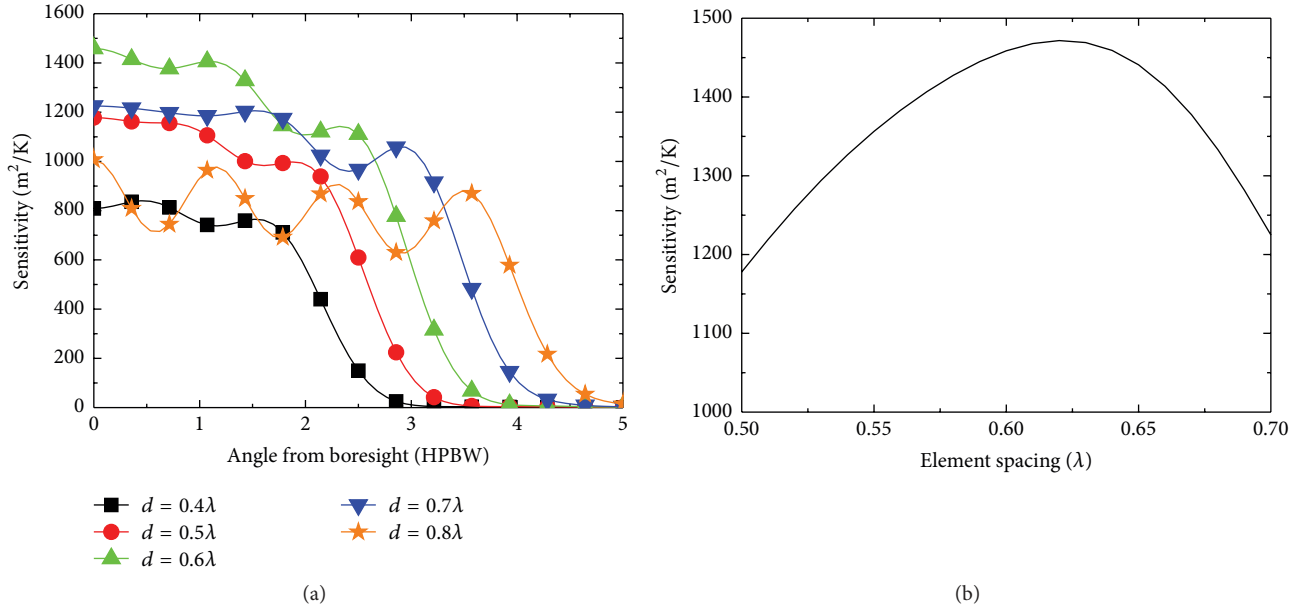 1600
1400
1200
1000
800
600
400
200
0
Sensitivity (m²/K)
0 1 2 3 4 5
Angle from boresight (HPBW)
d = 0.4λ
d = 0.5λ
d = 0.6λ
d = 0.7λ
d = 0.8λ
(a)
1500
1400
1300
1200
1100
1000
Sensitivity (m²/K)
0.50 0.55 0.60 0.65 0.70
Element spacing (λ)
(b)